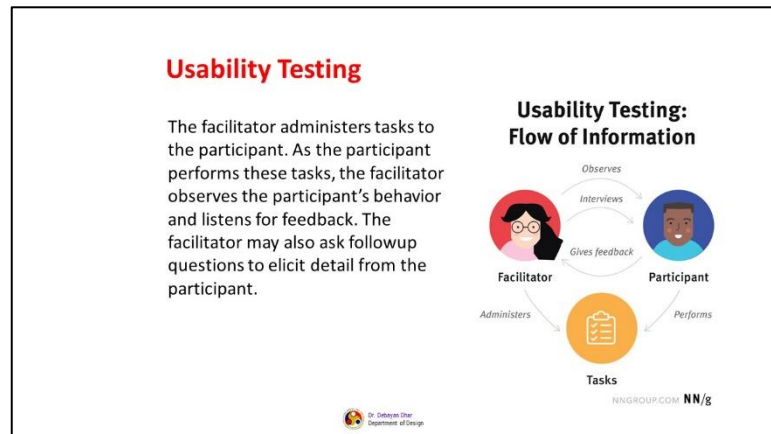 Usability Testing
The facilitator administers tasks to
the participant. As the participant
performs these tasks, the facilitator
observes the participant's behavior
and listens for feedback. The
facilitator may also ask followup
questions to elicit detail from the
participant.
Usability Testing:
Flow of Information
Observes
Interviews
Gives feedback
Facilitator
Participant
Administers
Performs
Tasks
NNGROUP.COM NN/g
Dr. Debayan Dhar
Department of Design